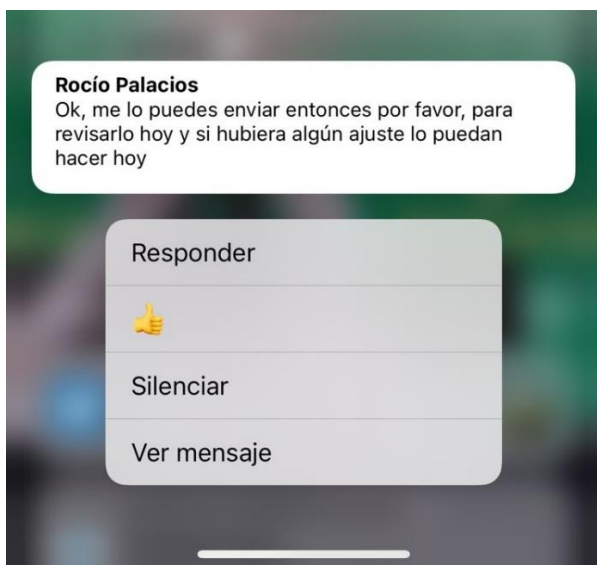 Rocío Palacios
Ok, me lo puedes enviar entonces por favor, para
revisarlo hoy y si hubiera algún ajuste lo puedan
hacer hoy
Responder
👍
Silenciar
Ver mensaje